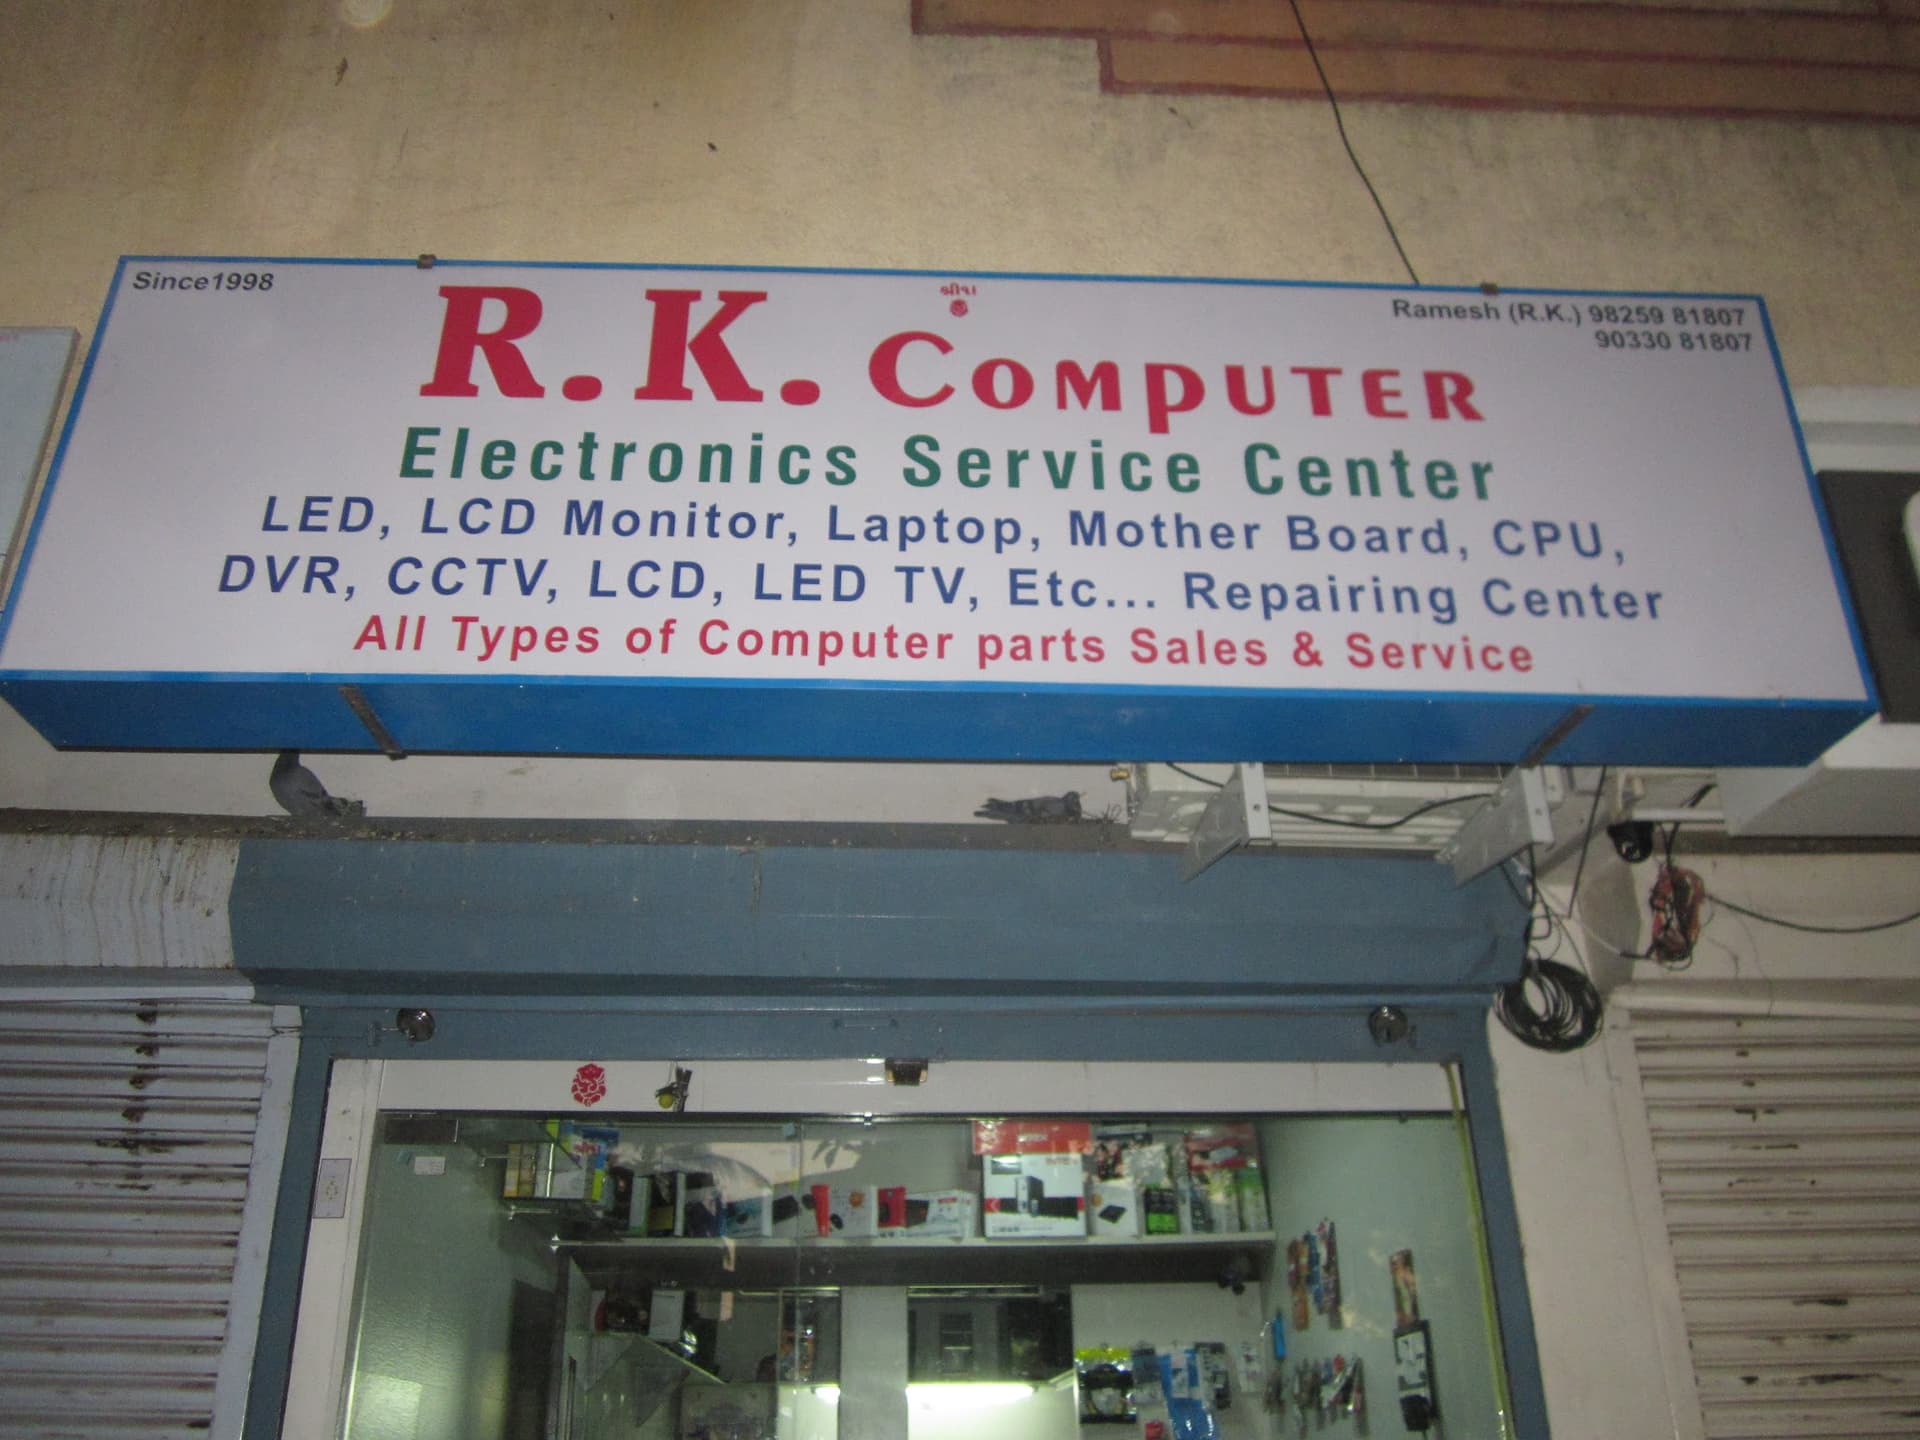 Since1998
શ્રી૧ા
Ramesh (R.K.) 98259 81807
90330 81807
R.K. Computer
Electronics Service Center
LED, LCD Monitor, Laptop, Mother Board, CPU,
DVR, CCTV, LCD, LED TV, Etc... Repairing Center
All Types of Computer parts Sales & Service